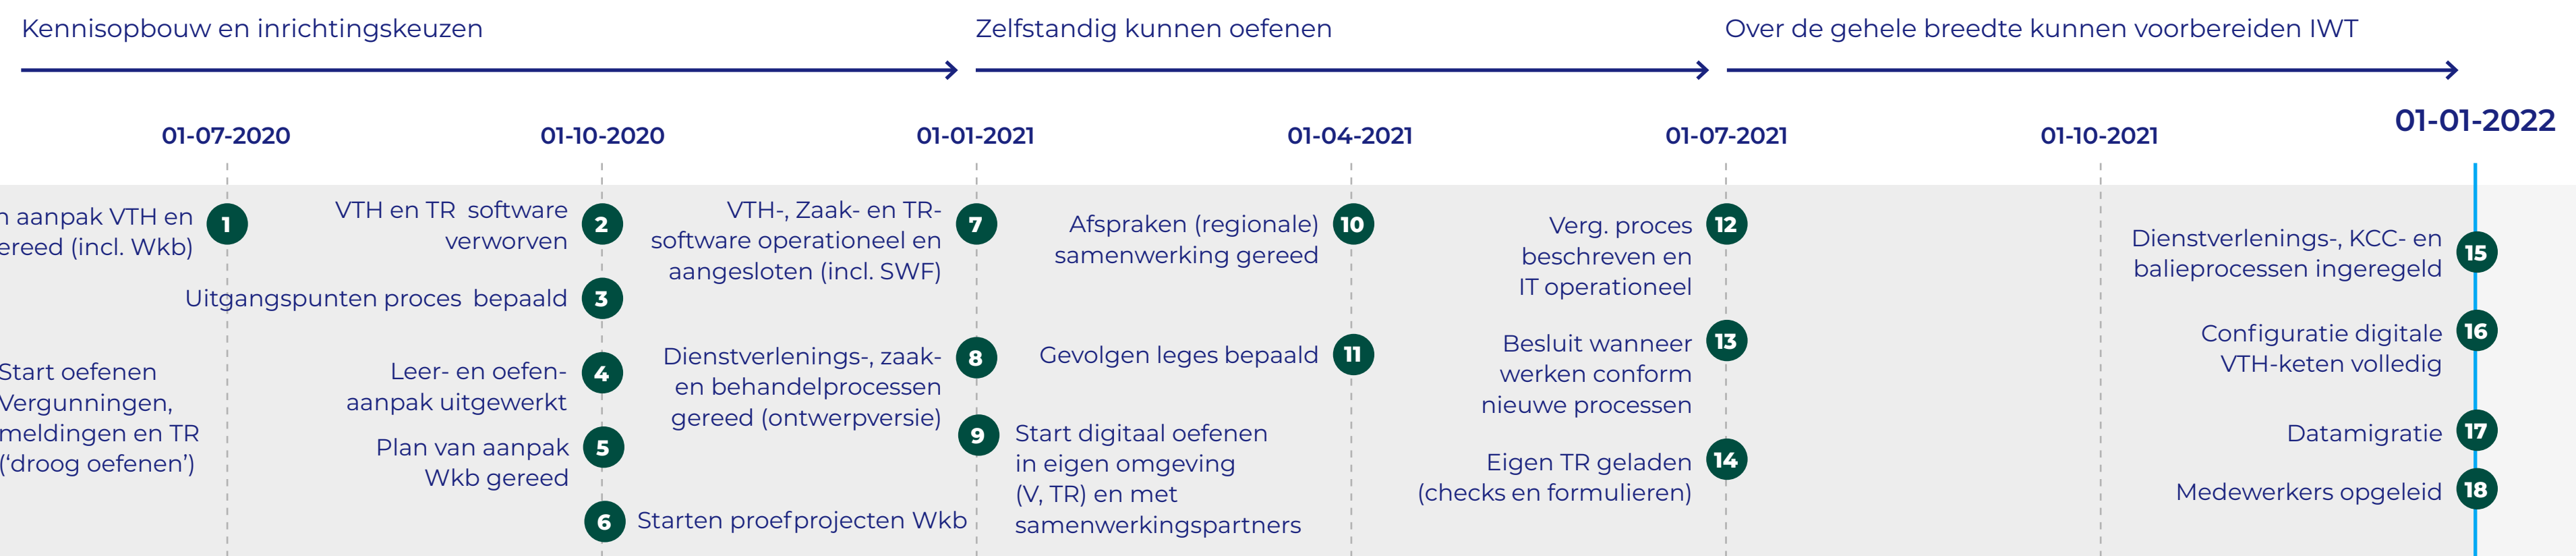 Kennisopbouw en inrichtingskeuzen
Zelfstandig kunnen oefenen
Over de gehele breedte kunnen voorbereiden IWT
01-07-2020
01-10-2020
01-01-2021
01-04-2021
01-07-2021
01-10-2021
01-01-2022
aanpak VTH en
(incl. Wkb)
1
Start oefenen
Vergunningen,
meldingen en TR
(‘droog oefenen’)
VTH en TR software
verworven
2
Uitgangspunten proces bepaald
3
Leer- en oefen-
aanpak uitgewerkt
4
Plan van aanpak
Wkb gereed
5
6
Starten proefprojecten Wkb
VTH-, Zaak- en TR-
software operationeel en
aangesloten (incl. SWF)
7
Dienstverlenings-, zaak-
en behandelprocessen
gereed (ontwerpversie)
8
9
Start digitaal oefenen
in eigen omgeving
(V, TR) en met
samenwerkingspartners
Afspraken (regionale)
samenwerking gereed
10
Gevolgen leges bepaald
11
Verg. proces
beschreven en
IT operationeel
12
Besluit wanneer
werken conform
nieuwe processen
13
Eigen TR geladen
(checks en formulieren)
14
Dienstverlenings-, KCC- en
balieprocessen ingeregeld
15
Configuratie digitale
VTH-keten volledig
16
Datamigratie
17
Medewerkers opgeleid
18